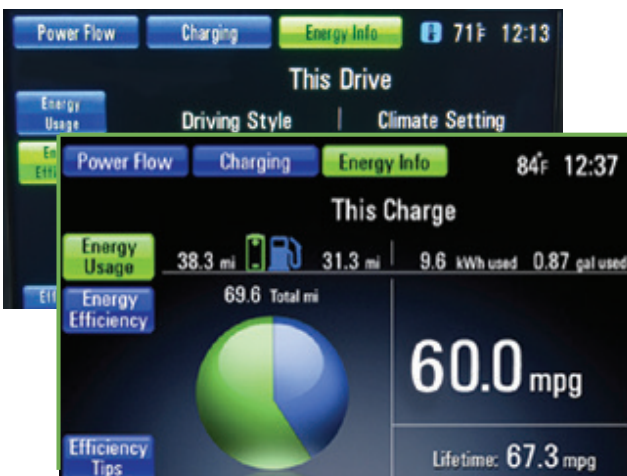 Power Flow Charging Energy Info 71°F 12:13
This Drive
Energy Usage
Driving Style | Climate Setting
Power Flow Charging Energy Info 84°F 12:37
This Charge
Energy Usage
38.3 mi 31.3 mi 9.6 kWh used 0.87 gal used
Energy Efficiency
69.6 Total mi
60.0 mpg
Efficiency Tips
Lifetime: 67.3 mpg